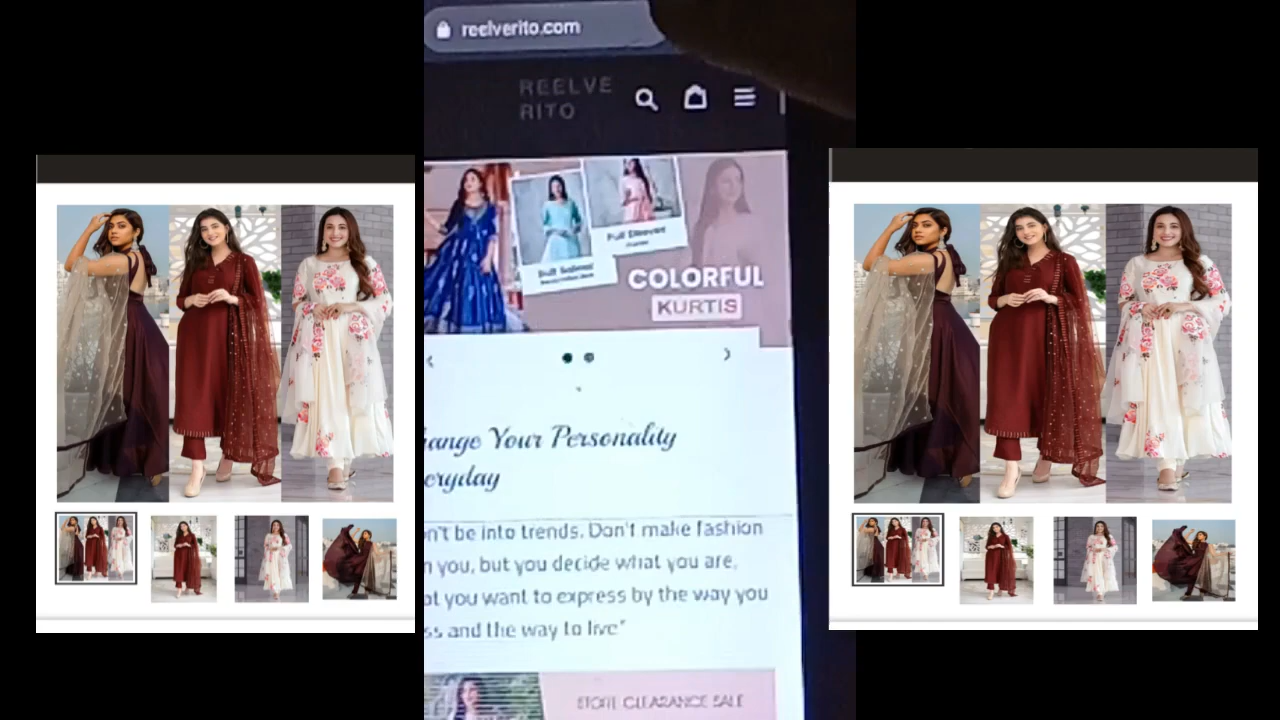 reelverito.com
REELVE
RITO
Full Sleeves
COLORFUL
KURTIS
ange Your Personality
eryday
n't be into trends. Don't make fashion
n you, but you decide what you are,
at you want to express by the way you
ss and the way to live"
STORE CLEARANCE SALE